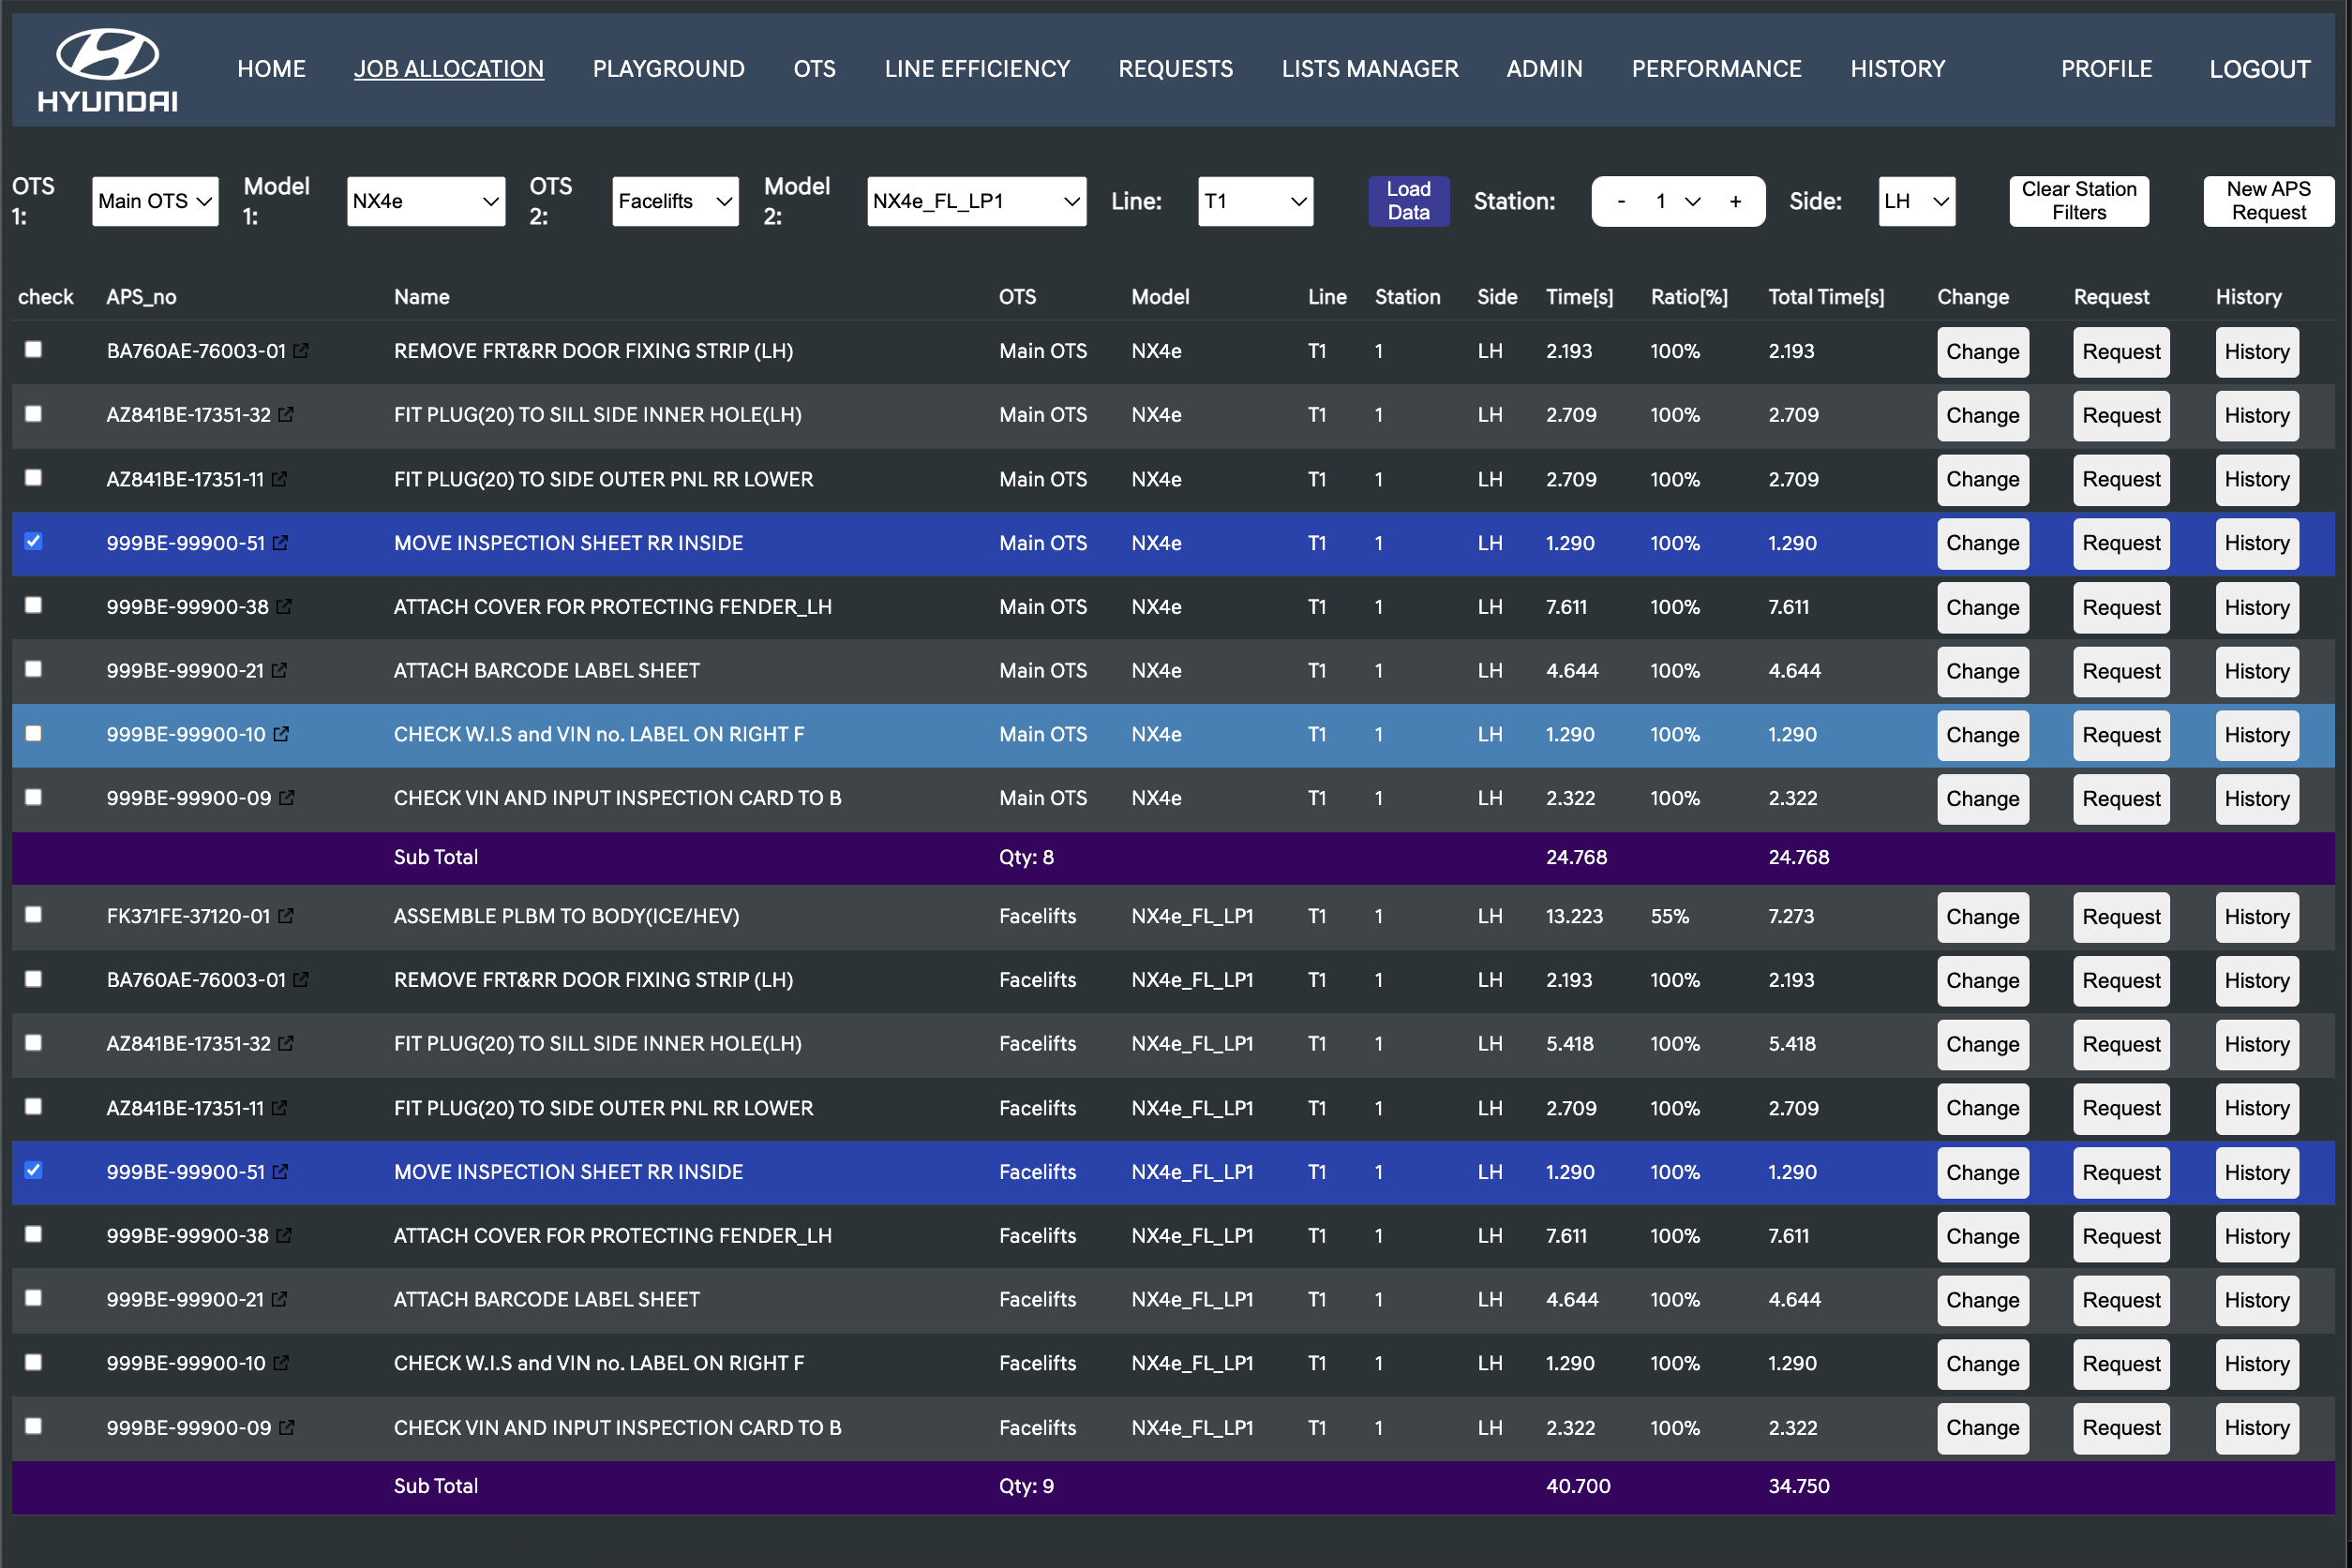 HYUNDAI
HOME JOB ALLOCATION PLAYGROUND OTS LINE EFFICIENCY REQUESTS LISTS MANAGER ADMIN PERFORMANCE HISTORY PROFILE LOGOUT
OTS 1: Main OTS Model 1: NX4e OTS 2: Facelifts Model 2: NX4e_FL_LP1 Line: T1 Load Data Station: - 1 + Side: LH Clear Station Filters New APS Request
check APS_no Name OTS Model Line Station Side Time[s] Ratio[%] Total Time[s] Change Request History
BA760AE-76003-01 REMOVE FRT&RR DOOR FIXING STRIP (LH) Main OTS NX4e T1 1 LH 2.193 100% 2.193 Change Request History
AZ841BE-17351-32 FIT PLUG(20) TO SILL SIDE INNER HOLE(LH) Main OTS NX4e T1 1 LH 2.709 100% 2.709 Change Request History
AZ841BE-17351-11 FIT PLUG(20) TO SIDE OUTER PNL RR LOWER Main OTS NX4e T1 1 LH 2.709 100% 2.709 Change Request History
999BE-99900-51 MOVE INSPECTION SHEET RR INSIDE Main OTS NX4e T1 1 LH 1.290 100% 1.290 Change Request History
999BE-99900-38 ATTACH COVER FOR PROTECTING FENDER_LH Main OTS NX4e T1 1 LH 7.611 100% 7.611 Change Request History
999BE-99900-21 ATTACH BARCODE LABEL SHEET Main OTS NX4e T1 1 LH 4.644 100% 4.644 Change Request History
999BE-99900-10 CHECK W.I.S and VIN no. LABEL ON RIGHT F Main OTS NX4e T1 1 LH 1.290 100% 1.290 Change Request History
999BE-99900-09 CHECK VIN AND INPUT INSPECTION CARD TO B Main OTS NX4e T1 1 LH 2.322 100% 2.322 Change Request History
Sub Total Qty: 8 24.768 24.768
FK371FE-37120-01 ASSEMBLE PLBM TO BODY(ICE/HEV) Facelifts NX4e_FL_LP1 T1 1 LH 13.223 55% 7.273 Change Request History
BA760AE-76003-01 REMOVE FRT&RR DOOR FIXING STRIP (LH) Facelifts NX4e_FL_LP1 T1 1 LH 2.193 100% 2.193 Change Request History
AZ841BE-17351-32 FIT PLUG(20) TO SILL SIDE INNER HOLE(LH) Facelifts NX4e_FL_LP1 T1 1 LH 5.418 100% 5.418 Change Request History
AZ841BE-17351-11 FIT PLUG(20) TO SIDE OUTER PNL RR LOWER Facelifts NX4e_FL_LP1 T1 1 LH 2.709 100% 2.709 Change Request History
999BE-99900-51 MOVE INSPECTION SHEET RR INSIDE Facelifts NX4e_FL_LP1 T1 1 LH 1.290 100% 1.290 Change Request History
999BE-99900-38 ATTACH COVER FOR PROTECTING FENDER_LH Facelifts NX4e_FL_LP1 T1 1 LH 7.611 100% 7.611 Change Request History
999BE-99900-21 ATTACH BARCODE LABEL SHEET Facelifts NX4e_FL_LP1 T1 1 LH 4.644 100% 4.644 Change Request History
999BE-99900-10 CHECK W.I.S and VIN no. LABEL ON RIGHT F Facelifts NX4e_FL_LP1 T1 1 LH 1.290 100% 1.290 Change Request History
999BE-99900-09 CHECK VIN AND INPUT INSPECTION CARD TO B Facelifts NX4e_FL_LP1 T1 1 LH 2.322 100% 2.322 Change Request History
Sub Total Qty: 9 40.700 34.750